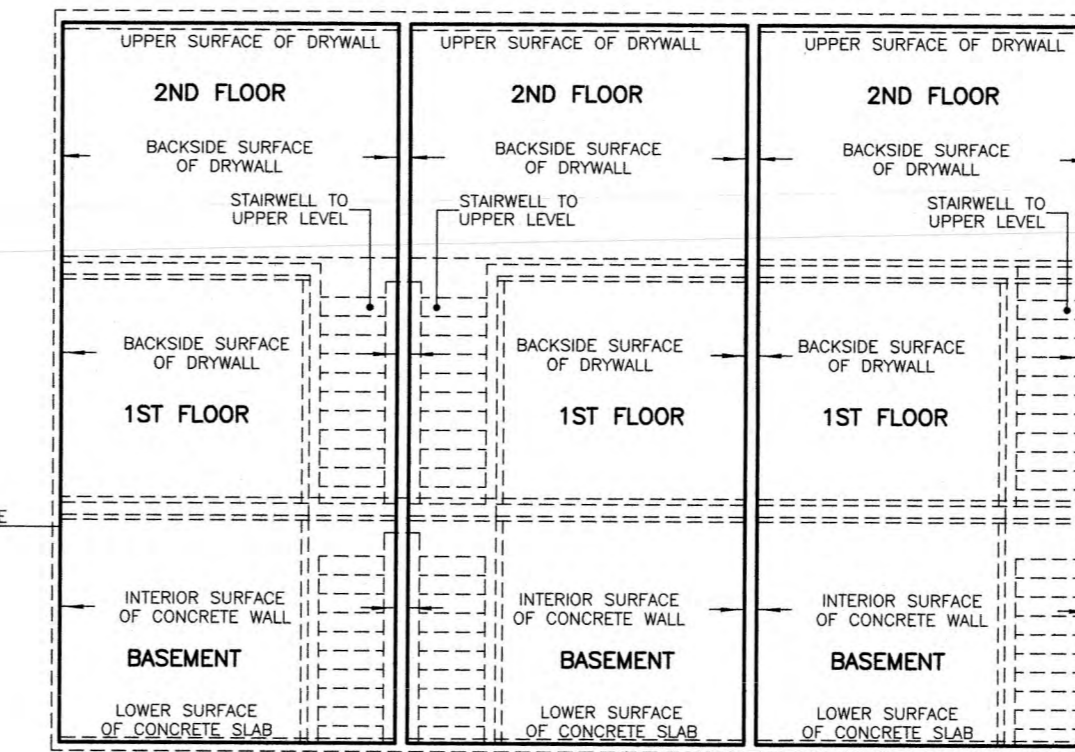 UPPER SURFACE OF DRYWALL
UPPER SURFACE OF DRYWALL
UPPER SURFACE OF DRYWALL
2ND FLOOR
2ND FLOOR
2ND FLOOR
BACKSIDE SURFACE
OF DRYWALL
BACKSIDE SURFACE
OF DRYWALL
BACKSIDE SURFACE
OF DRYWALL
STAIRWELL TO
UPPER LEVEL
STAIRWELL TO
UPPER LEVEL
STAIRWELL TO
UPPER LEVEL
BACKSIDE SURFACE
OF DRYWALL
BACKSIDE SURFACE
OF DRYWALL
BACKSIDE SURFACE
OF DRYWALL
1ST FLOOR
1ST FLOOR
1ST FLOOR
INTERIOR SURFACE
OF CONCRETE WALL
INTERIOR SURFACE
OF CONCRETE WALL
INTERIOR SURFACE
OF CONCRETE WALL
BASEMENT
BASEMENT
BASEMENT
LOWER SURFACE
OF CONCRETE SLAB
LOWER SURFACE
OF CONCRETE SLAB
LOWER SURFACE
OF CONCRETE SLAB